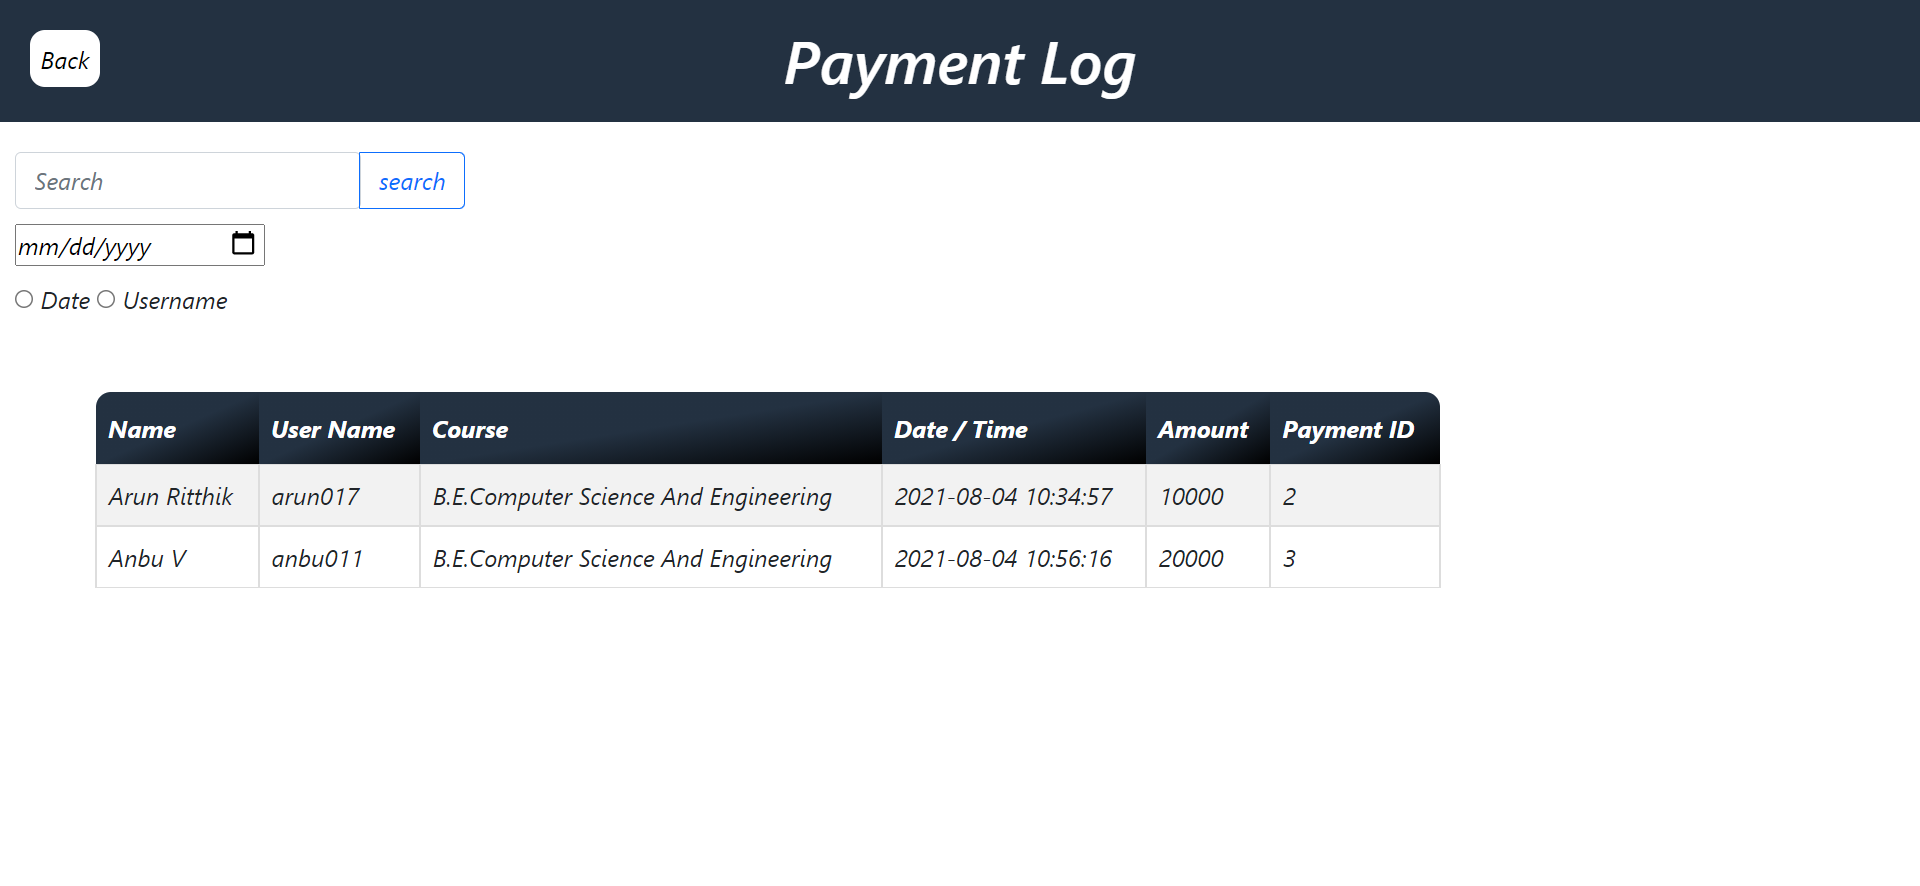 Back
Payment Log
Search search
mm/dd/yyyy
Date Username
Name User Name Course Date / Time Amount Payment ID
Arun Ritthik arun017 B.E.Computer Science And Engineering 2021-08-04 10:34:57 10000 2
Anbu V anbu011 B.E.Computer Science And Engineering 2021-08-04 10:56:16 20000 3